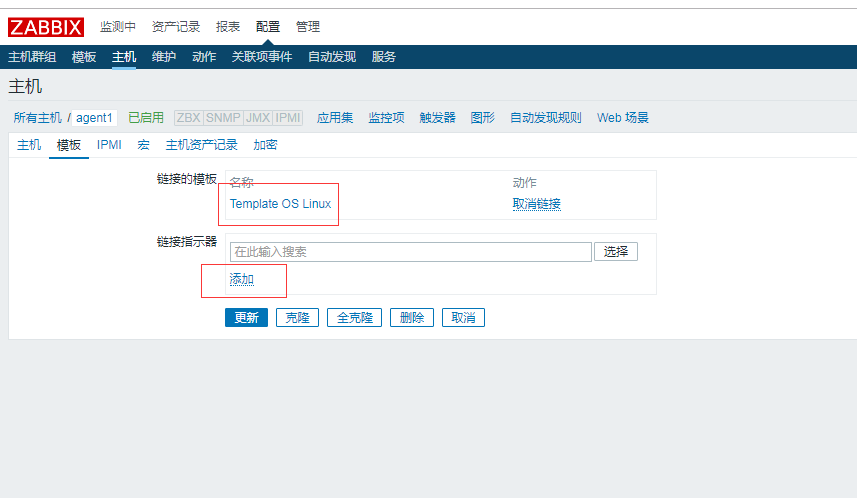 ZABBIX 监测中 资产记录 报表 配置 管理
主机群组 模板 主机 维护 动作 关联项事件 自动发现 服务
主机
所有主机 / agent1 已启用 ZBX SNMP JMX IPMI 应用集 监控项 触发器 图形 自动发现规则 Web 场景
主机 模板 IPMI 宏 主机资产记录 加密
链接的模板 名称 动作
Template OS Linux 取消链接
链接指示器 在此输入搜索 选择
添加
更新 克隆 全克隆 删除 取消